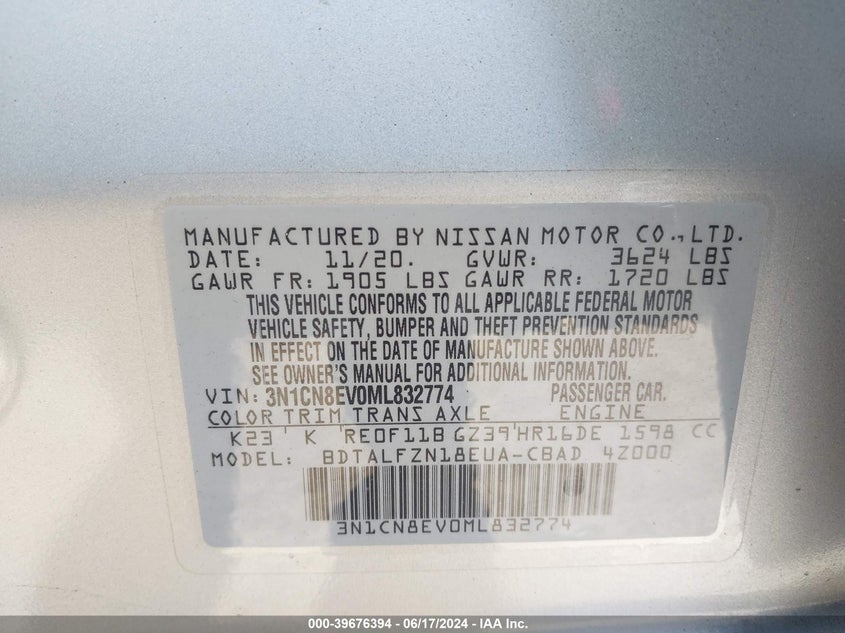 MANUFACTURED BY NISSAN MOTOR CO., LTD.
DATE: 11/20. GVWR: 3624 LBS
GAWR FR: 1905 LBS GAWR RR: 1720 LBS
THIS VEHICLE CONFORMS TO ALL APPLICABLE FEDERAL MOTOR
VEHICLE SAFETY, BUMPER AND THEFT PREVENTION STANDARDS
IN EFFECT ON THE DATE OF MANUFACTURE SHOWN ABOVE.
SEE OWNER'S MANUAL FOR ADDITIONAL INFORMATION.
VIN: 3N1CN8EV0ML832774 PASSENGER CAR.
COLOR TRIM TRANS AXLE ENGINE
K23 K RE0F11B GZ39 HR16DE 1598 CC
MODEL: BDTALFZN18EUA-CBAD 4Z000
3N1CN8EV0ML832774
000-39676394 - 06/17/2024 - IAA Inc.